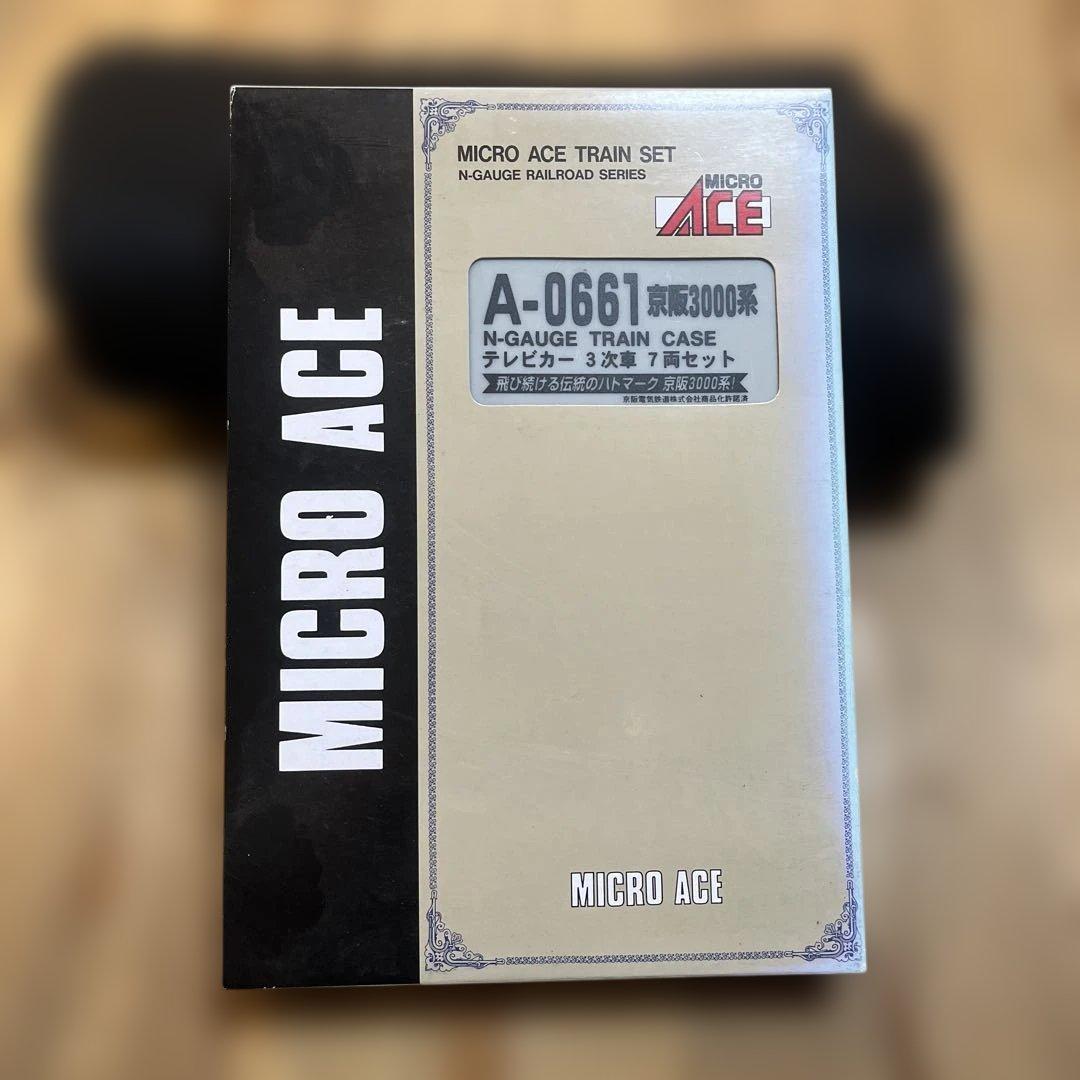 MICRO ACE
MICRO ACE TRAIN SET
N-GAUGE RAILROAD SERIES
MICRO
ACE
A-0661 京阪3000系
N-GAUGE TRAIN CASE
テレビカー 3次車 7両セット
飛び続ける伝統のハトマーク 京阪3000系!
京阪電気鉄道株式会社商品化許諾済
MICRO ACE